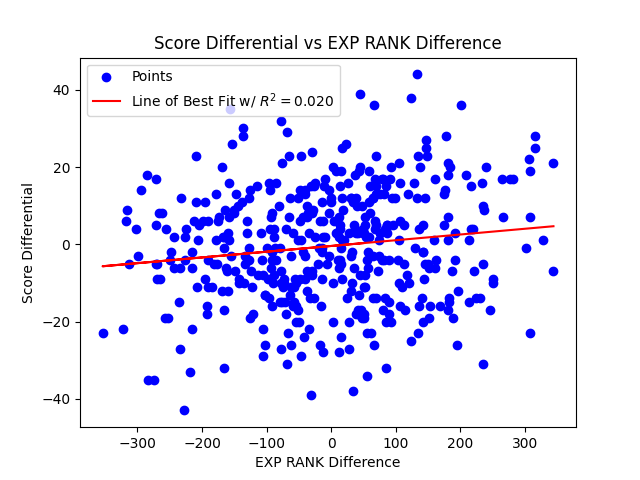 Score Differential vs EXP RANK Difference
Points
Line of Best Fit w/ R² = 0.020
40
20
0
−20
−40
Score Differential
−300 −200 −100 0 100 200 300
EXP RANK Difference